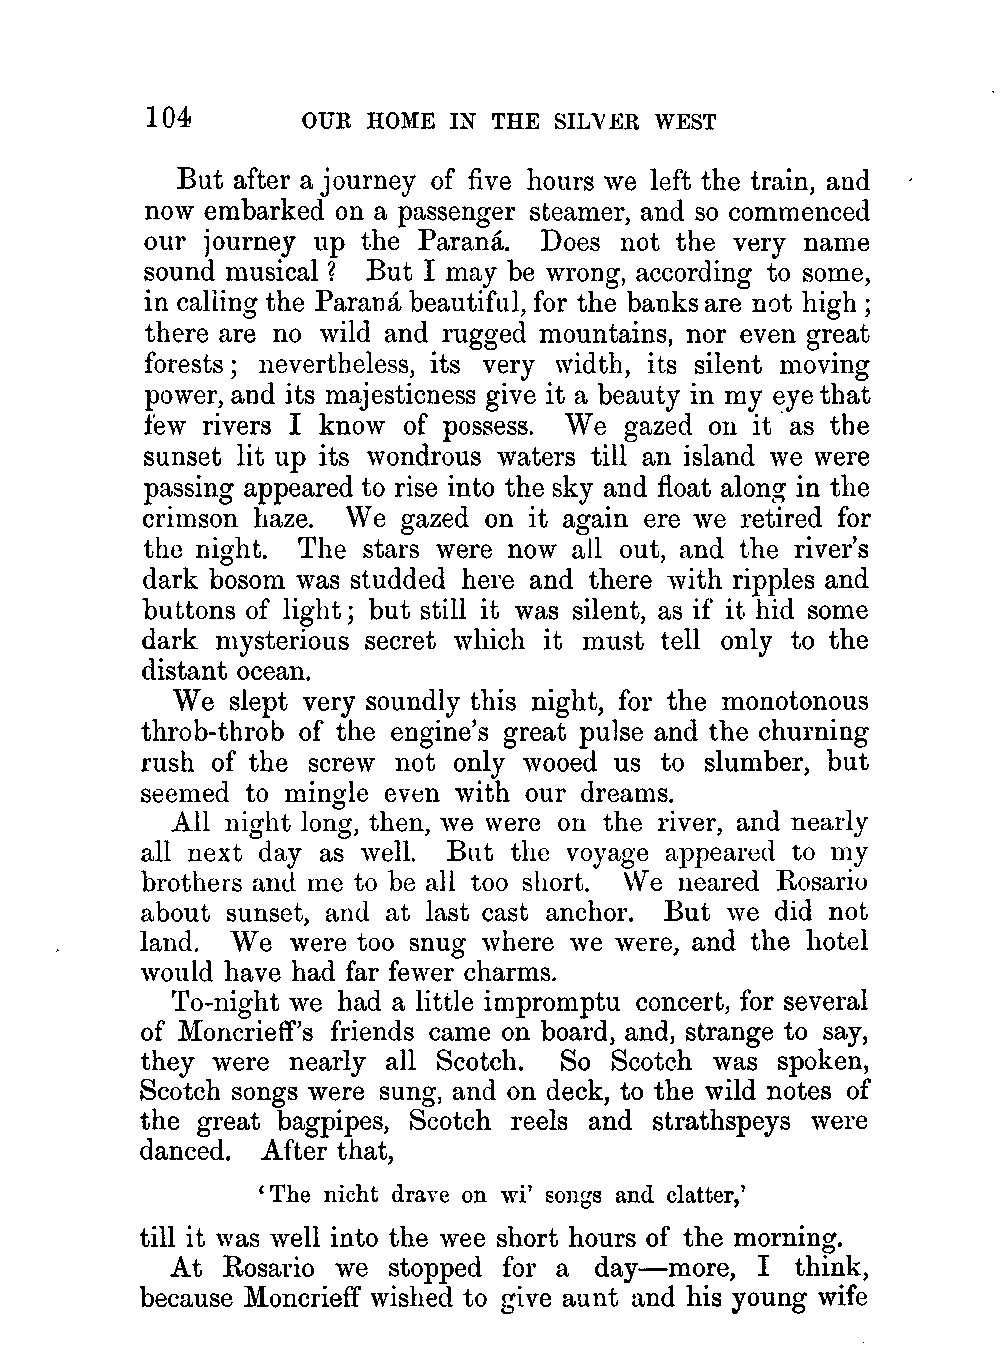 104 OUR HOME IN THE SILVER WEST
But after a journey of five hours we left the train, and
now embarked on a passenger steamer, and so commenced
our journey up the Paraná. Does not the very name
sound musical? But I may be wrong, according to some,
in calling the Paraná beautiful, for the banks are not high;
there are no wild and rugged mountains, nor even great
forests; nevertheless, its very width, its silent moving
power, and its majesticness give it a beauty in my eye that
few rivers I know of possess. We gazed on it as the
sunset lit up its wondrous waters till an island we were
passing appeared to rise into the sky and float along in the
crimson haze. We gazed on it again ere we retired for
the night. The stars were now all out, and the river's
dark bosom was studded here and there with ripples and
buttons of light; but still it was silent, as if it hid some
dark mysterious secret which it must tell only to the
distant ocean.
We slept very soundly this night, for the monotonous
throb-throb of the engine's great pulse and the churning
rush of the screw not only wooed us to slumber, but
seemed to mingle even with our dreams.
All night long, then, we were on the river, and nearly
all next day as well. But the voyage appeared to my
brothers and me to be all too short. We neared Rosario
about sunset, and at last cast anchor. But we did not
land. We were too snug where we were, and the hotel
would have had far fewer charms.
To-night we had a little impromptu concert, for several
of Moncrieff's friends came on board, and, strange to say,
they were nearly all Scotch. So Scotch was spoken,
Scotch songs were sung, and on deck, to the wild notes of
the great bagpipes, Scotch reels and strathspeys were
danced. After that,
'The nicht drave on wi' songs and clatter,'
till it was well into the wee short hours of the morning.
At Rosario we stopped for a day—more, I think,
because Moncrieff wished to give aunt and his young wife